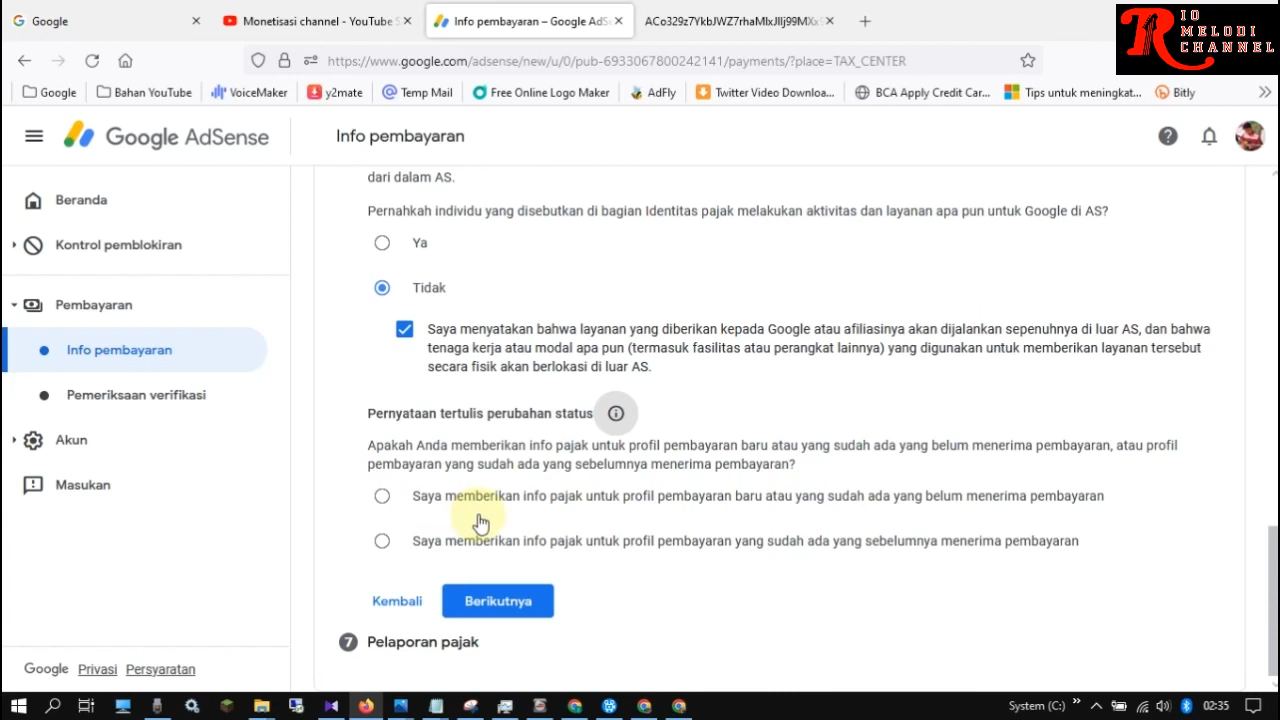 Google
Monetisasi channel - YouTube S
Info pembayaran – Google AdS
RIO
MELODI
CHANNEL
https://www.google.com/adsense/new/u/0/pub-6933067800242141/payments/?place=TAX_CENTER
Google
Bahan YouTube
VoiceMaker
y2mate
Temp Mail
Free Online Logo Maker
AdFly
Twitter Video Downloa...
BCA Apply Credit Car...
Tips untuk meningkat...
Bitly
Google AdSense
Info pembayaran
Beranda
Kontrol pemblokiran
Pembayaran
Info pembayaran
Pemeriksaan verifikasi
Akun
Masukan
Google Privasi Persyaratan
dari dalam AS.
Pernahkah individu yang disebutkan di bagian Identitas pajak melakukan aktivitas dan layanan apa pun untuk Google di AS?
Ya
Tidak
Saya menyatakan bahwa layanan yang diberikan kepada Google atau afiliasinya akan dijalankan sepenuhnya di luar AS, dan bahwa
tenaga kerja atau modal apa pun (termasuk fasilitas atau perangkat lainnya) yang digunakan untuk memberikan layanan tersebut
secara fisik akan berlokasi di luar AS.
Pernyataan tertulis perubahan status
Apakah Anda memberikan info pajak untuk profil pembayaran baru atau yang sudah ada yang belum menerima pembayaran, atau profil
pembayaran yang sudah ada yang sebelumnya menerima pembayaran?
Saya memberikan info pajak untuk profil pembayaran baru atau yang sudah ada yang belum menerima pembayaran
Saya memberikan info pajak untuk profil pembayaran yang sudah ada yang sebelumnya menerima pembayaran
Kembali
Berikutnya
7 Pelaporan pajak
System (C:)
02:35